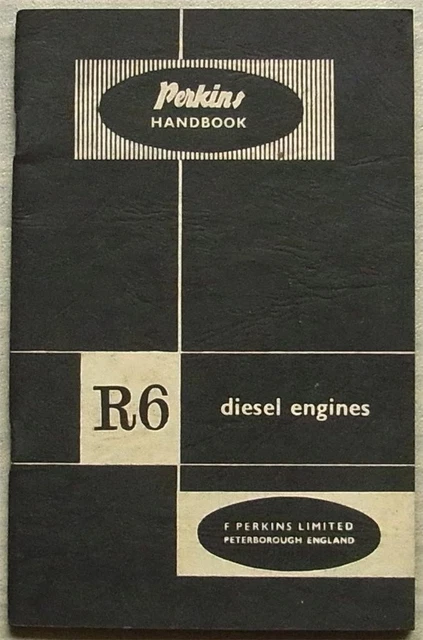 Perkins
HANDBOOK
R6
diesel engines
F PERKINS LIMITED
PETERBOROUGH ENGLAND